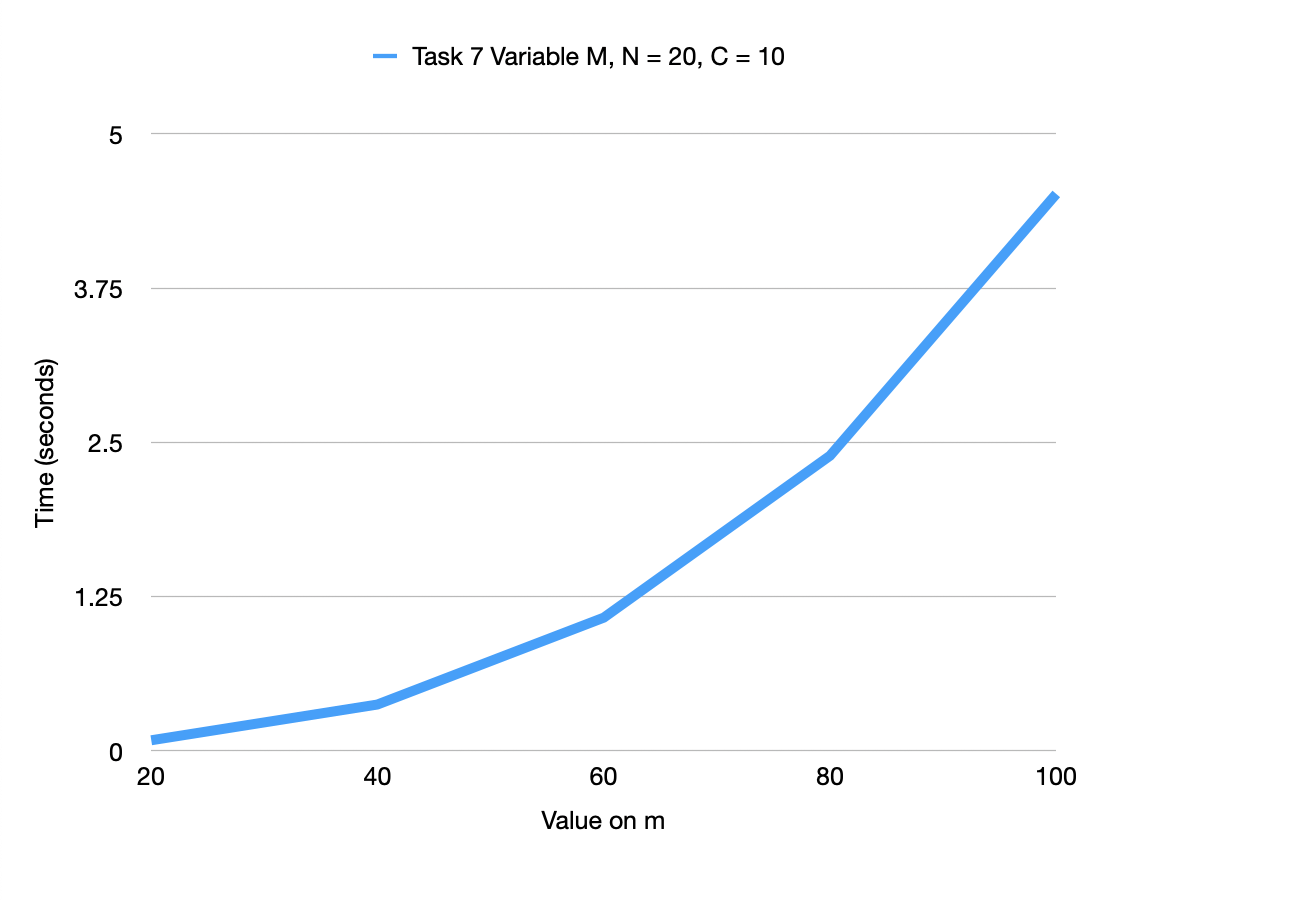 Task 7 Variable M, N = 20, C = 10
5
3.75
2.5
1.25
0
Time (seconds)
20 40 60 80 100
Value on m